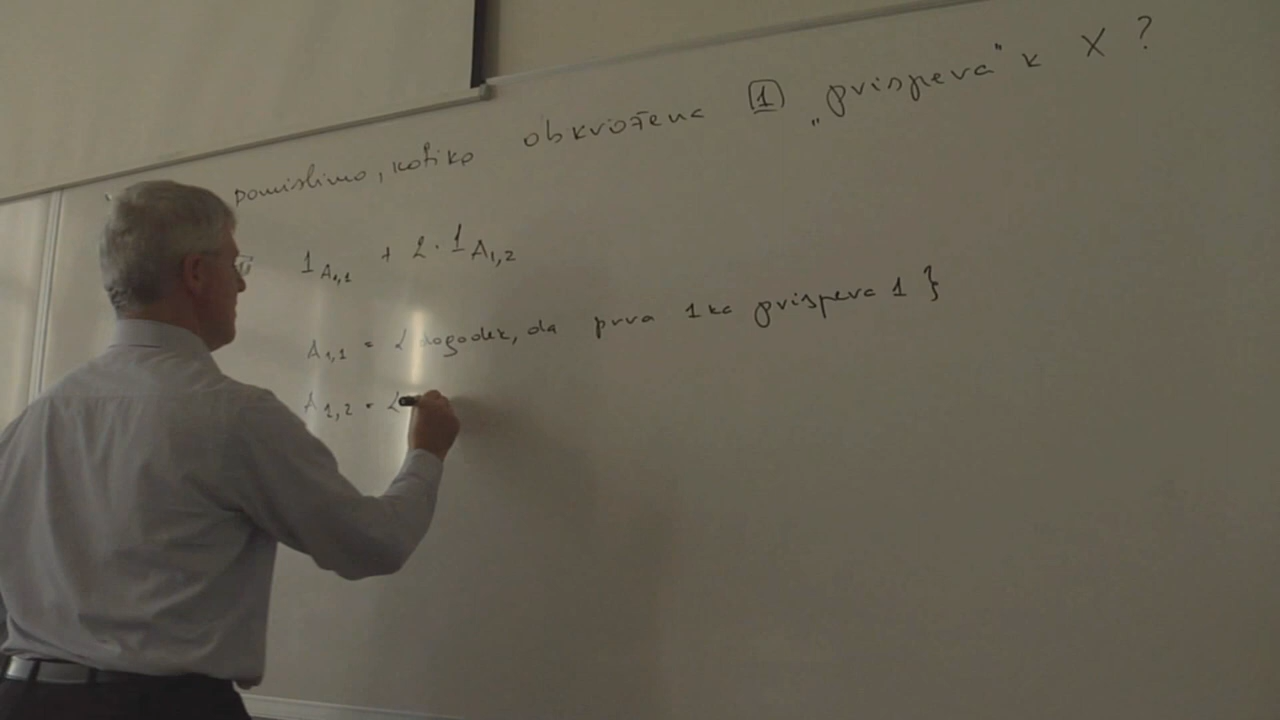 pomislimo, koliko obkrožena 1 „prispeva" k X ?
1_{A_{1,1}} + 2 · 1_{A_{1,2}}
A_{1,1} = { dogodek, da prva 1ka prispeva 1 }
A_{1,2} = {